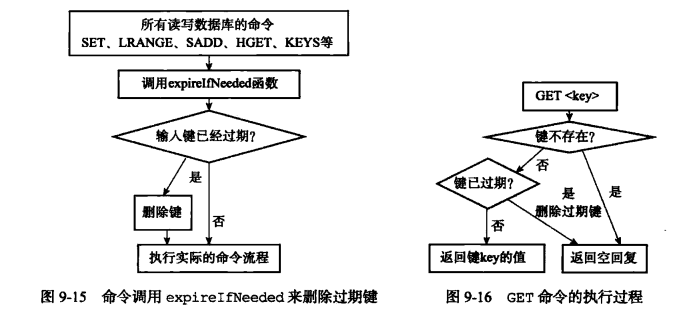 所有读写数据库的命令
SET、LRANGE、SADD、HGET、KEYS等
调用expireIfNeeded函数
输入键已经过期?
是
删除键
否
执行实际的命令流程
图 9-15 命令调用 expireIfNeeded 来删除过期键
GET <key>
键不存在?
否
键已过期?
是
删除过期键
是
否
返回键key的值
返回空回复
图 9-16 GET 命令的执行过程